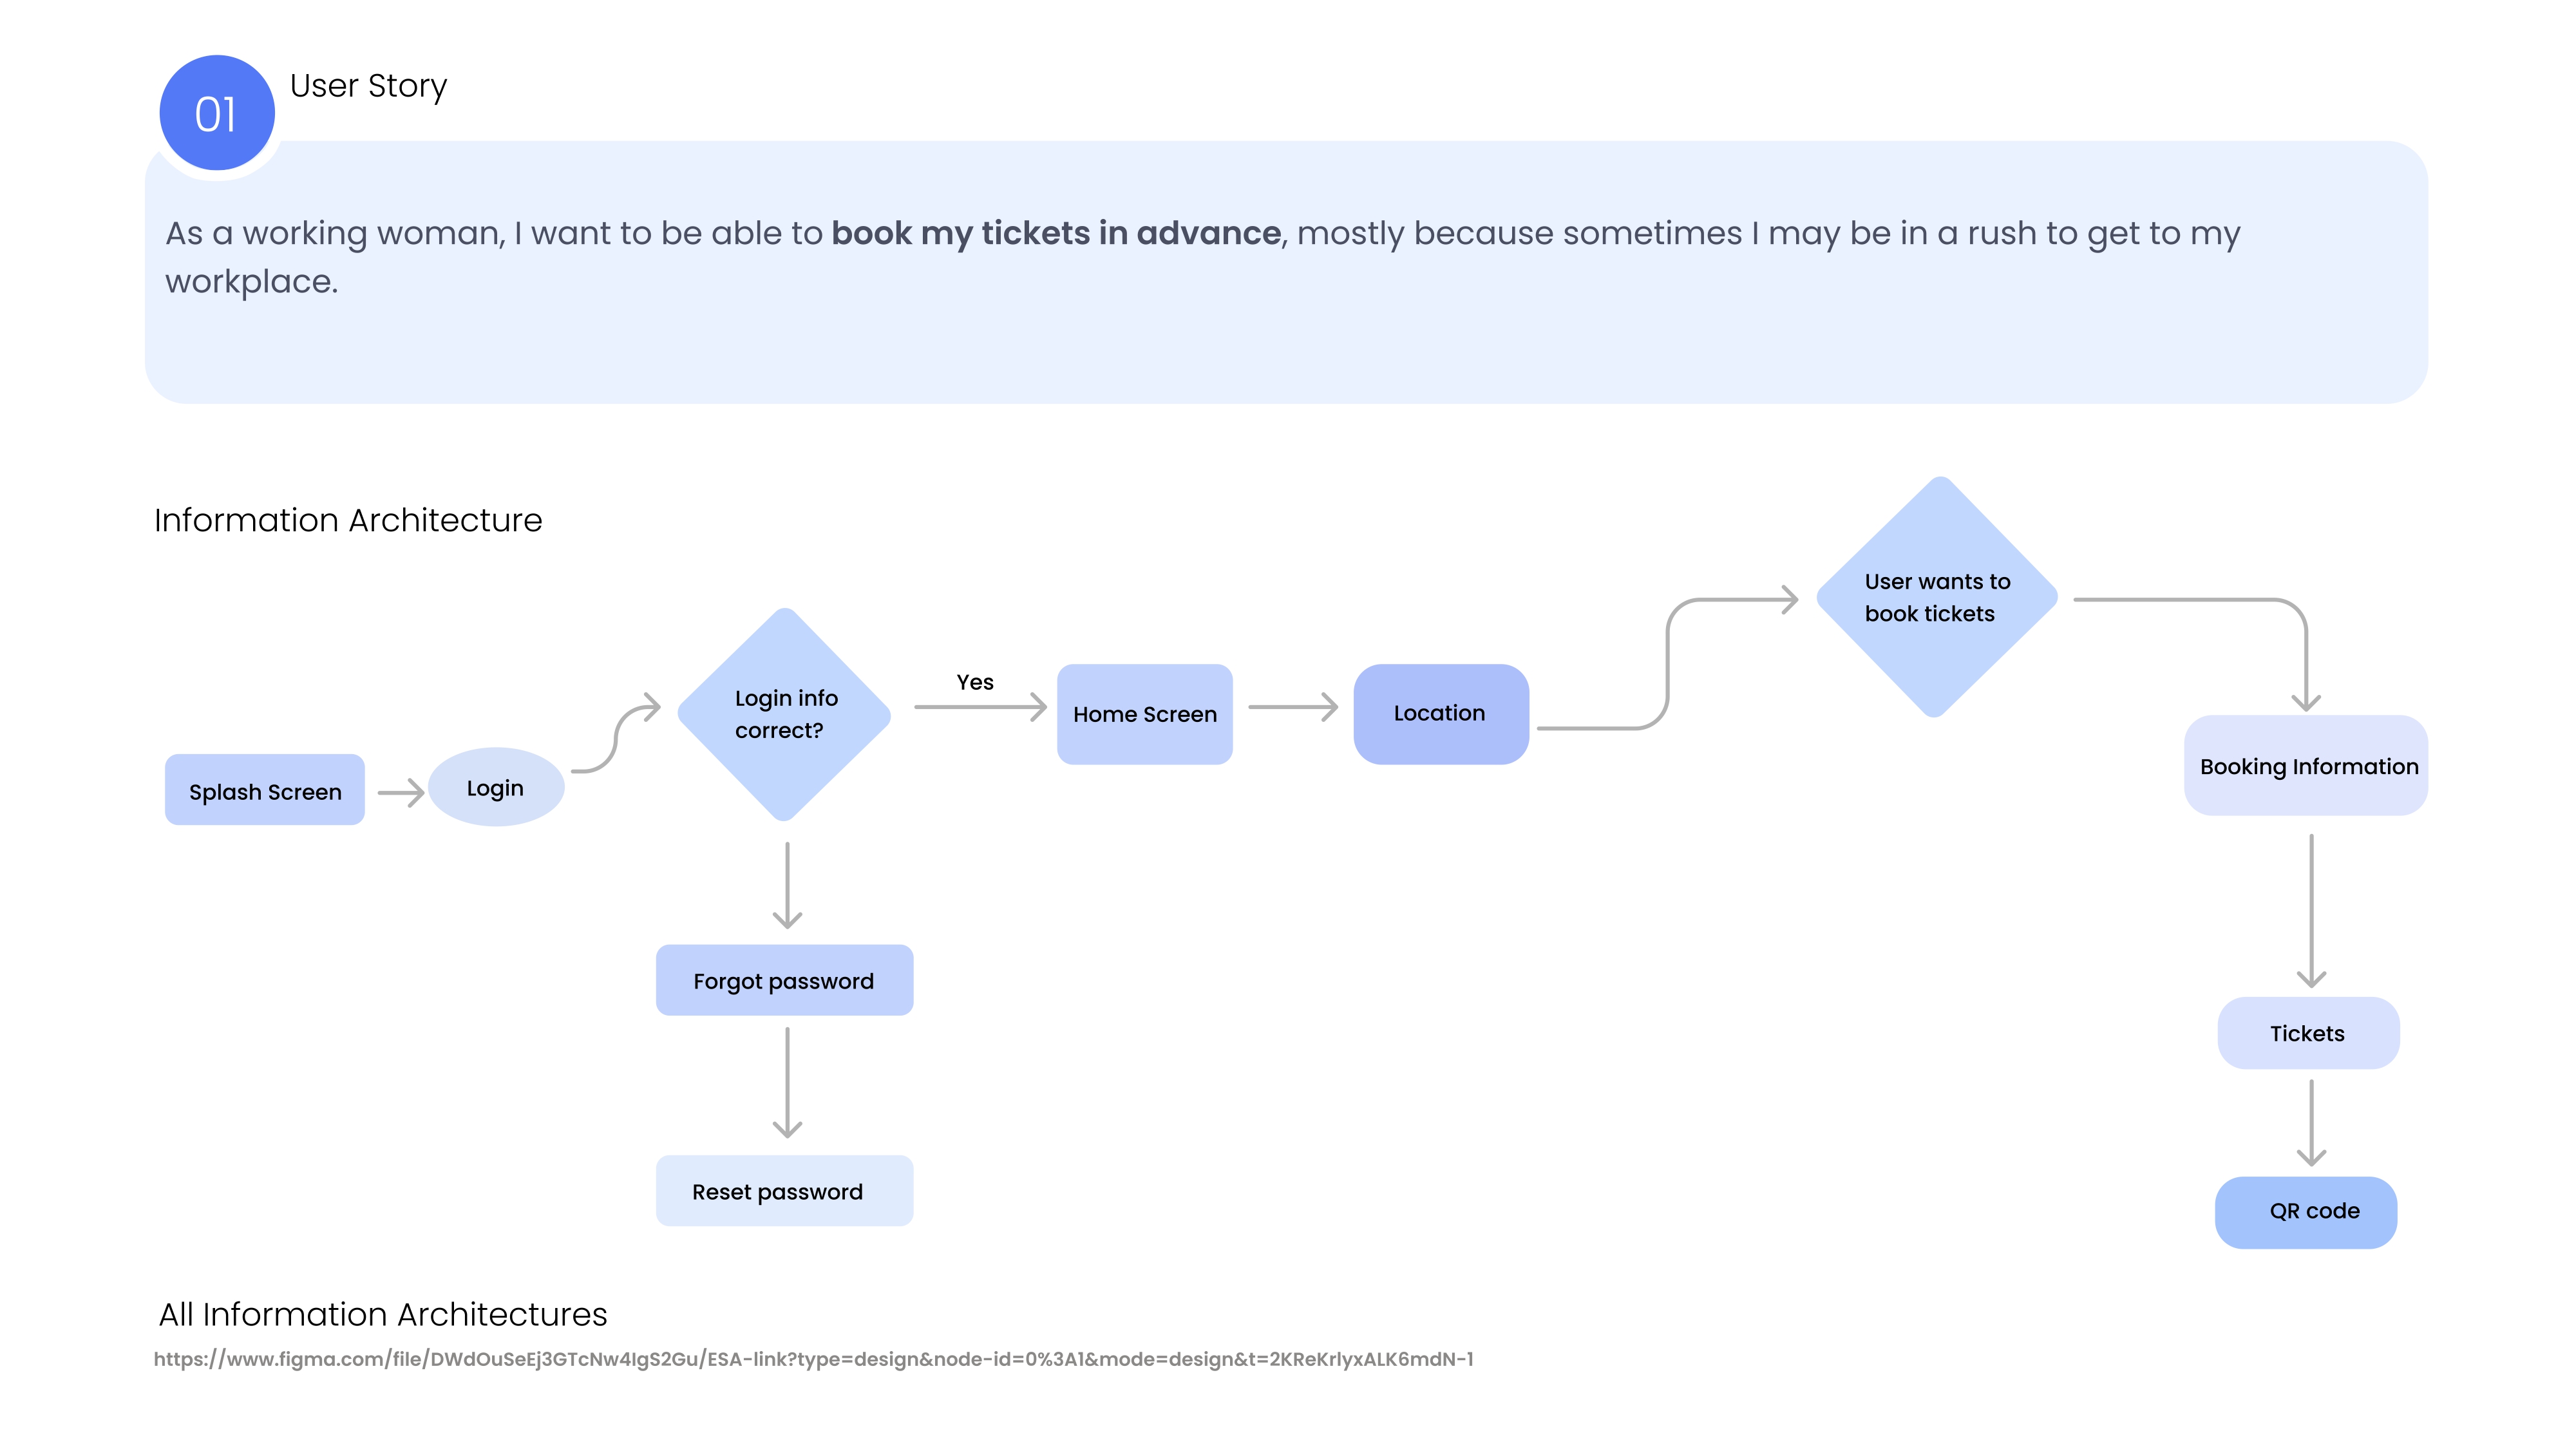 01
User Story
As a working woman, I want to be able to book my tickets in advance, mostly because sometimes I may be in a rush to get to my
workplace.
Information Architecture
User wants to
book tickets
Login info
correct?
Yes
Home Screen
Location
Splash Screen
Login
Booking Information
Forgot password
Tickets
Reset password
QR code
All Information Architectures
https://www.figma.com/file/DWdOuSeEj3GTcNw4IgS2Gu/ESA-link?type=design&node-id=0%3A1&mode=design&t=2KReKrlyxALK6mdN-1